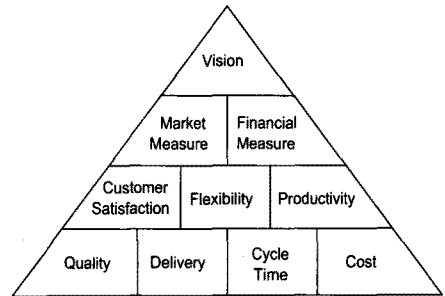 Vision
Market Measure
Financial Measure
Customer Satisfaction
Flexibility
Productivity
Quality
Delivery
Cycle Time
Cost